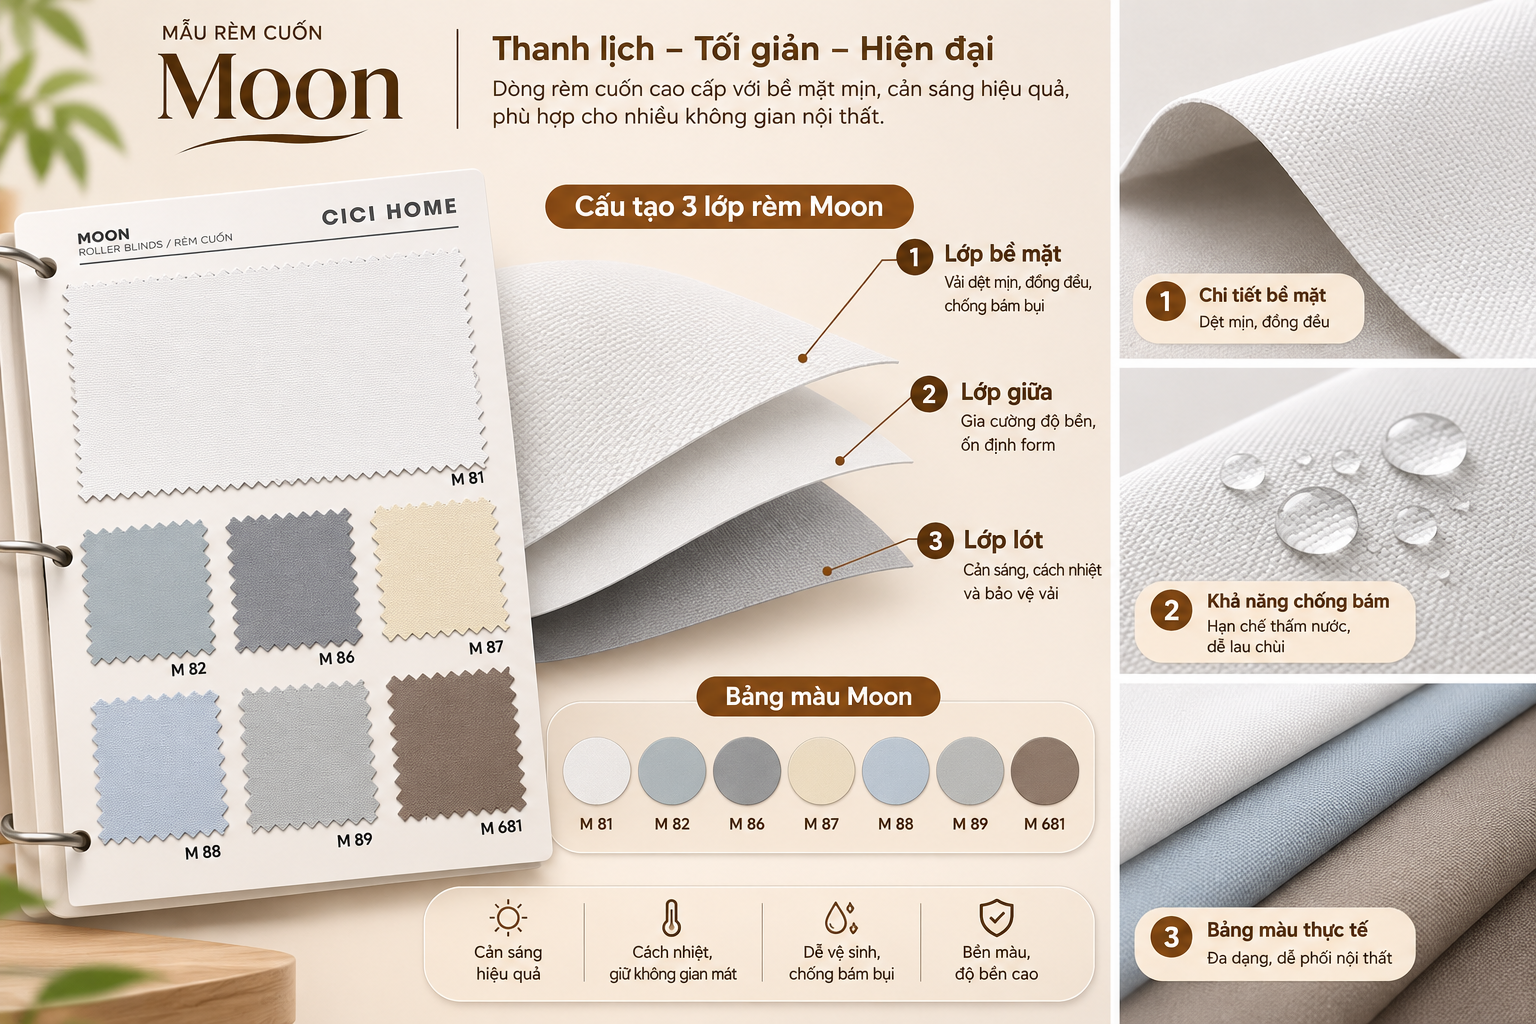 MẪU RÈM CUỐN
Moon
Thanh lịch – Tối giản – Hiện đại
Dòng rèm cuốn cao cấp với bề mặt mịn, cản sáng hiệu quả,
phù hợp cho nhiều không gian nội thất.
CICI HOME
MOON
ROLLER BLINDS / RÈM CUỐN
M 81
M 82
M 86
M 87
M 88
M 89
M 681
Cấu tạo 3 lớp rèm Moon
1
Lớp bề mặt
Vải dệt mịn, đồng đều,
chống bám bụi
2
Lớp giữa
Gia cường độ bền,
ổn định form
3
Lớp lót
Cản sáng, cách nhiệt
và bảo vệ vải
Bảng màu Moon
M 81
M 82
M 86
M 87
M 88
M 89
M 681
Cản sáng
hiệu quả
Cách nhiệt,
giữ không gian mát
Dễ vệ sinh,
chống bám bụi
Bền màu,
độ bền cao
1
Chi tiết bề mặt
Dệt mịn, đồng đều
2
Khả năng chống bám
Hạn chế thấm nước,
dễ lau chùi
3
Bảng màu thực tế
Đa dạng, dễ phối nội thất